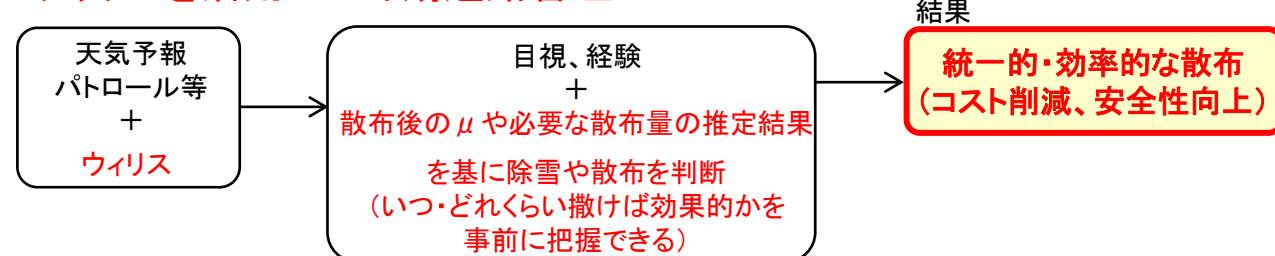 結果
天気予報
パトロール等
+
ウィリス
目視、経験
+
散布後のμや必要な散布量の推定結果
を基に除雪や散布を判断
(いつ・どれくらい撒けば効果的かを
事前に把握できる)
統一的・効率的な散布
(コスト削減、安全性向上)